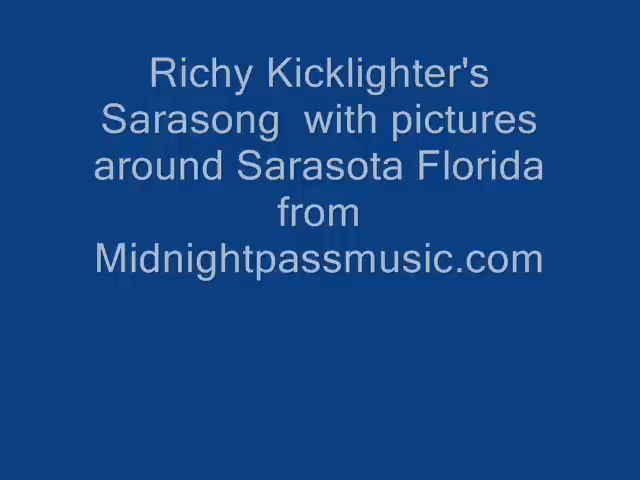 Richy Kicklighter's
Sarasong  with pictures
around Sarasota Florida
from
Midnightpassmusic.com